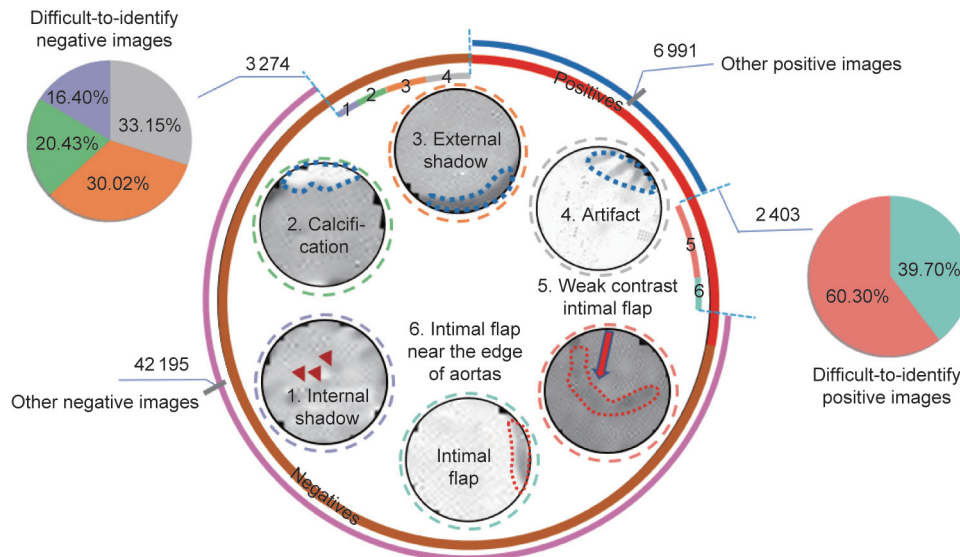 Difficult-to-identify
negative images
16.40%
33.15%
20.43%
30.02%
3 274
1
2
3
4
Positives
6 991
Other positive images
3. External
shadow
2. Calcifi-
cation
4. Artifact
5
6
2 403
39.70%
60.30%
Difficult-to-identify
positive images
5. Weak contrast
intimal flap
6. Intimal flap
near the edge
of aortas
1. Internal
shadow
Intimal
flap
42 195
Other negative images
Negatives